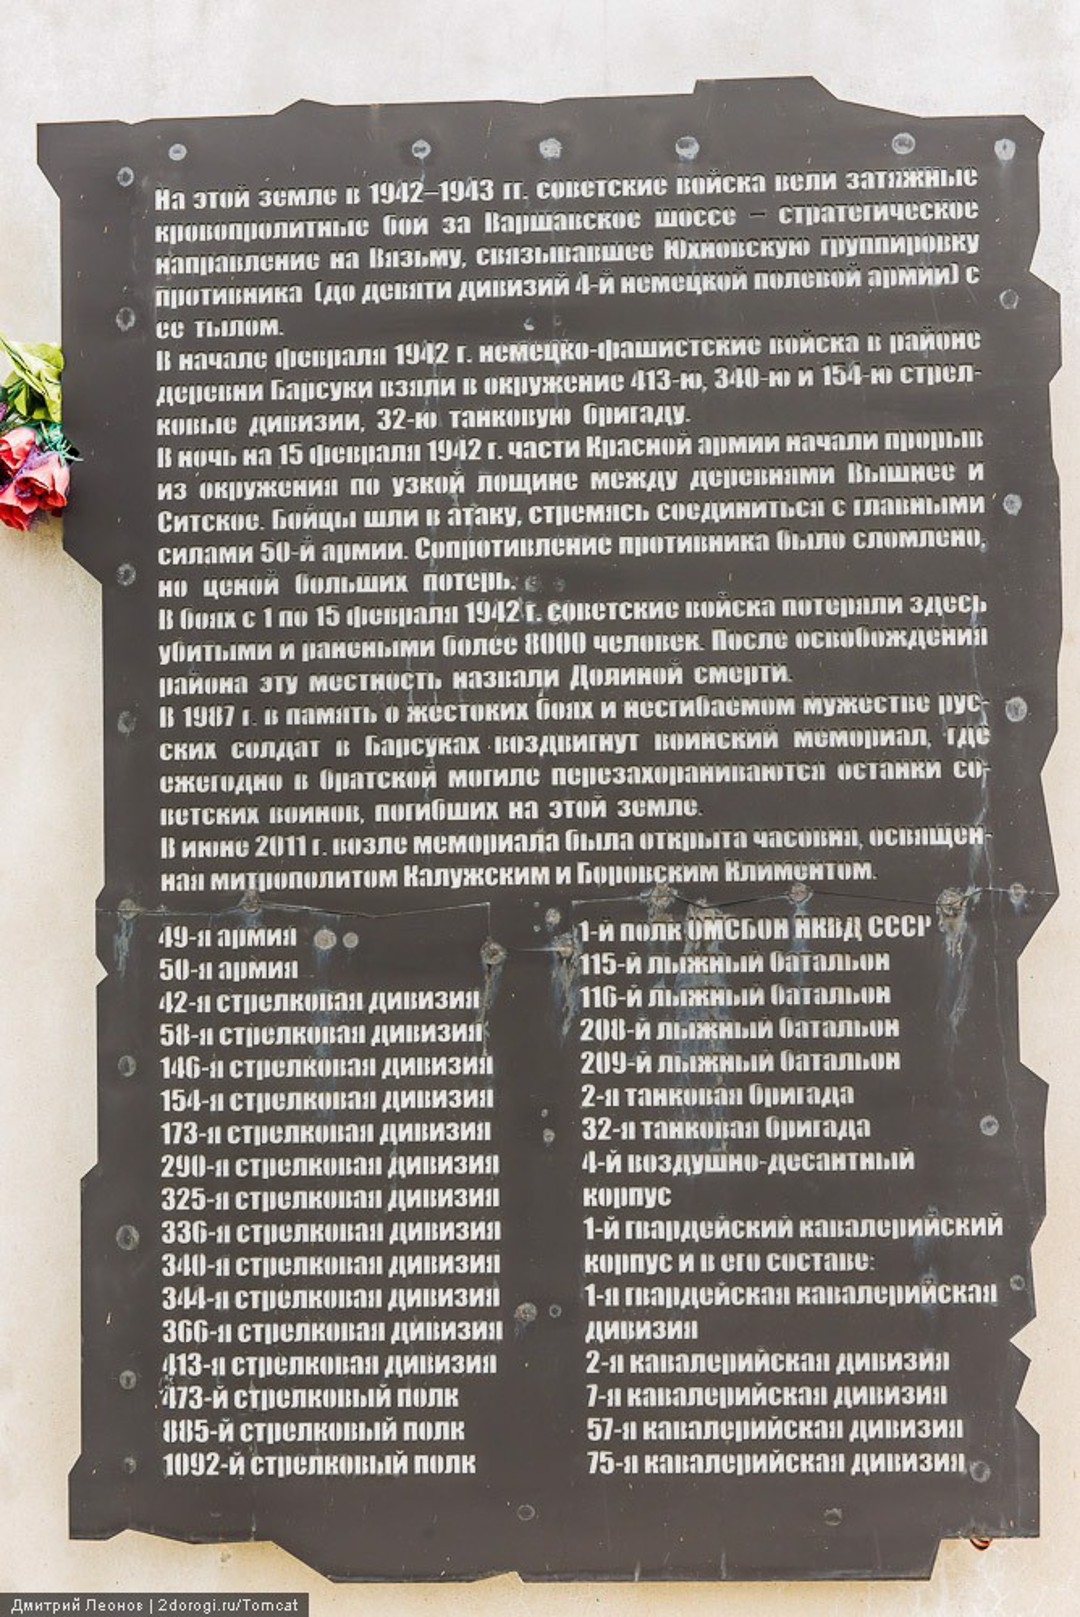 На этой земле в 1942–1943 гг. советские войска вели затяжные
кровопролитные бои за Варшавское шоссе – стратегическое
направление на Вязьму, связывавшее Юхновскую группировку
противника (до девяти дивизий 4-й немецкой полевой армии) с
ее тылом.
В начале февраля 1942 г. немецко-фашистские войска в районе
деревни Барсуки взяли в окружение 413-ю, 340-ю и 154-ю стрел-
ковые дивизии, 32-ю танковую бригаду.
В ночь на 15 февраля 1942 г. части Красной армии начали прорыв
из окружения по узкой лощине между деревнями Вышнее и
Ситское. Бойцы шли в атаку, стремясь соединиться с главными
силами 50-й армии. Сопротивление противника было сломлено,
но ценой больших потерь.
В боях с 1 по 15 февраля 1942 г. советские войска потеряли здесь
убитыми и ранеными более 8000 человек. После освобождения
района эту местность назвали Долиной смерти.
В 1987 г. в память о жестоких боях и несгибаемом мужестве рус-
ских солдат в Барсуках воздвигнут воинский мемориал, где
ежегодно в братской могиле перезахораниваются останки со-
ветских воинов, погибших на этой земле.
В июне 2011 г. возле мемориала была открыта часовня, освящен-
ная митрополитом Калужским и Боровским Климентом.
49-я армия
50-я армия
42-я стрелковая дивизия
58-я стрелковая дивизия
146-я стрелковая дивизия
154-я стрелковая дивизия
173-я стрелковая дивизия
290-я стрелковая дивизия
325-я стрелковая дивизия
336-я стрелковая дивизия
340-я стрелковая дивизия
344-я стрелковая дивизия
366-я стрелковая дивизия
413-я стрелковая дивизия
473-й стрелковый полк
885-й стрелковый полк
1092-й стрелковый полк
1-й полк ОМСБОН НКВД СССР
115-й лыжный батальон
116-й лыжный батальон
208-й лыжный батальон
209-й лыжный батальон
2-я танковая бригада
32-я танковая бригада
4-й воздушно-десантный
корпус
1-й гвардейский кавалерийский
корпус и в его составе:
1-я гвардейская кавалерийская
дивизия
2-я кавалерийская дивизия
7-я кавалерийская дивизия
57-я кавалерийская дивизия
75-я кавалерийская дивизия
Дмитрий Леонов | 2dorogi.ru/Tomcat